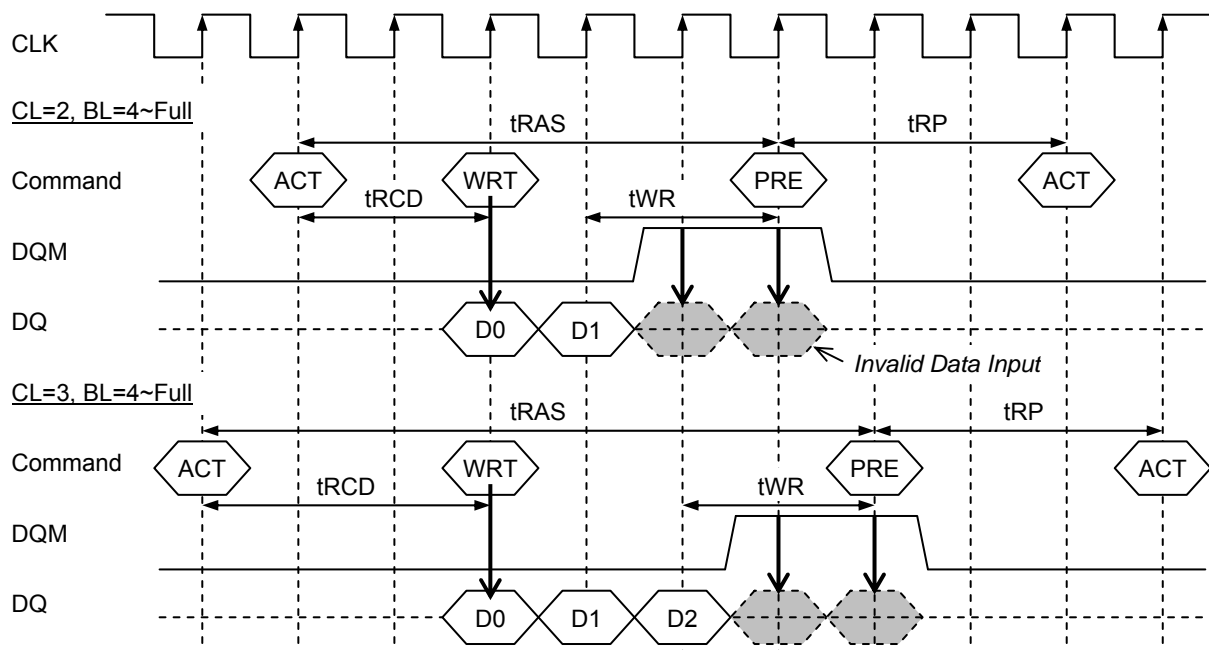 CLK
CL=2, BL=4~Full
tRAS tRP
Command ACT WRT PRE ACT
tRCD tWR
DQM
DQ D0 D1
Invalid Data Input
CL=3, BL=4~Full
tRAS tRP
Command ACT WRT PRE ACT
tRCD tWR
DQM
DQ D0 D1 D2